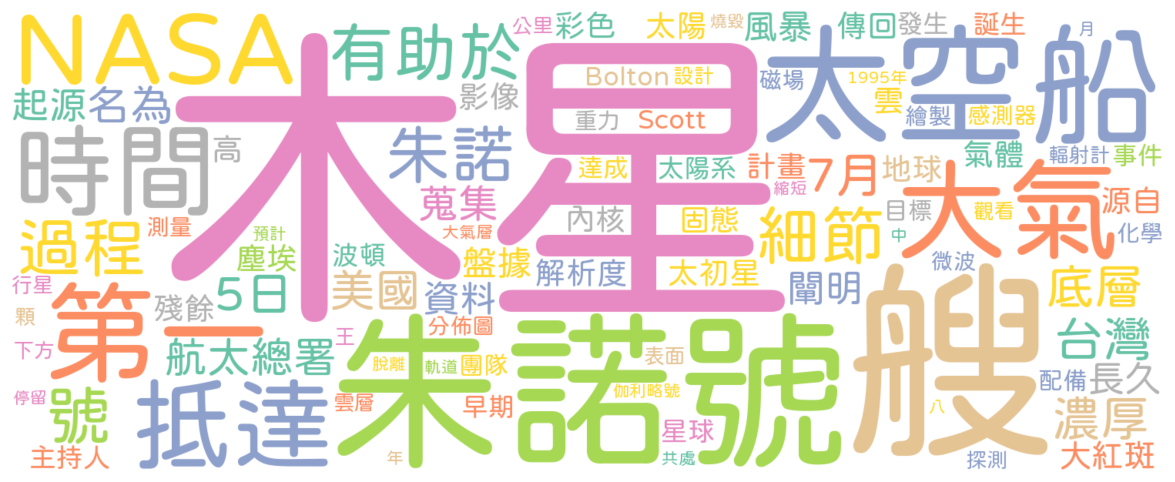 NASA
木星
有助於
公里
彩色
太陽
燒毀
風暴
傳回
發生
誕生
月
太空船
起源
名為
影像
Bolton
設計
磁場
1995年
雲
繪製
感測器
時間
高
朱諾
重力
Scott
氣體
輻射計
事件
達成
太陽系
計畫
縮短
7月
地球
大氣
源自
蒐集
大氣層
內核
固態
細節
目標
中
觀看
化學
過程
測量
預計
塵埃
波頓
盤據
解析度
太初星
闡明
微波
底層
行星
顆
第一
殘餘
5日
美國
資料
分佈圖
朱諾號
艘
台灣
下方
航太總署
王
脫離
軌道
團隊
表面
伽利略號
配備
長久
停留
號
抵達
雲層
早期
星球
八
濃厚
主持人
年
共處
探測
大紅斑